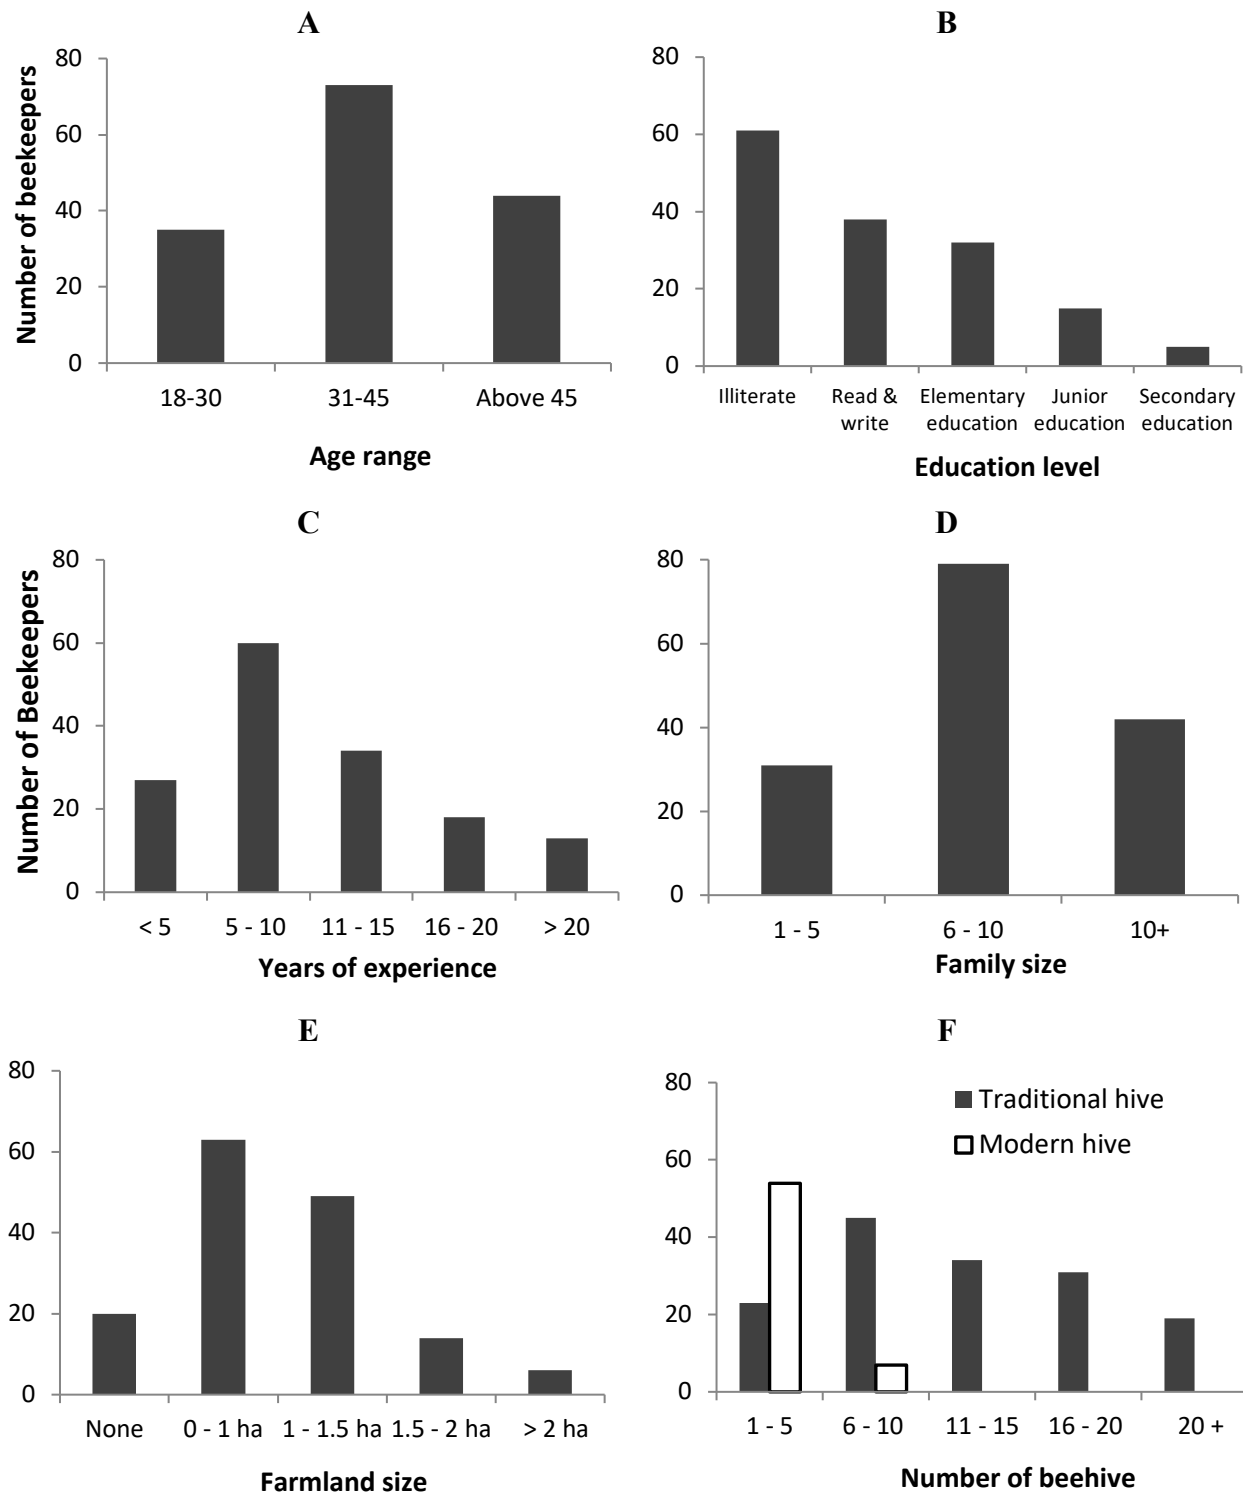 A
80
60
40
20
0
Number of beekeepers
18-30 31-45 Above 45
Age range
B
80
60
40
20
0
Illiterate Read & Elementary Junior Secondary
write education education education
Education level
C
80
60
40
20
0
Number of Beekeepers
< 5 5 - 10 11 - 15 16 - 20 > 20
Years of experience
D
80
60
40
20
0
1 - 5 6 - 10 10+
Family size
E
80
60
40
20
0
None 0 - 1 ha 1 - 1.5 ha 1.5 - 2 ha > 2 ha
Farmland size
F
80
60
40
20
0
Traditional hive
Modern hive
1 - 5 6 - 10 11 - 15 16 - 20 20 +
Number of beehive